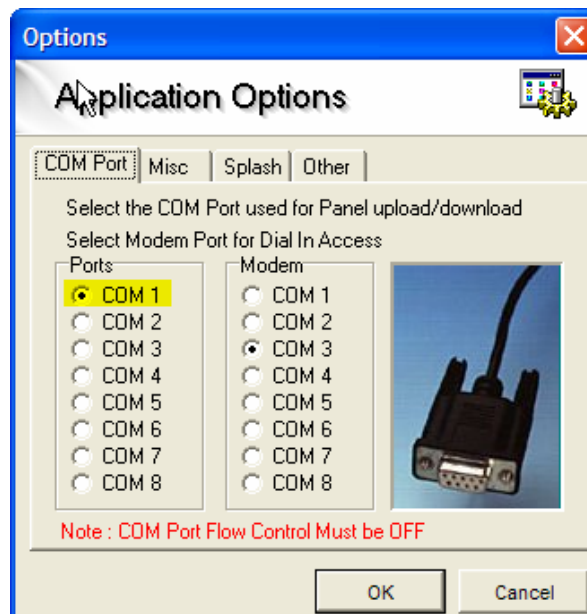 Options
Application Options
COM Port Misc Splash Other
Select the COM Port used for Panel upload/download
Select Modem Port for Dial In Access
Ports
COM 1
COM 2
COM 3
COM 4
COM 5
COM 6
COM 7
COM 8
Modem
COM 1
COM 2
COM 3
COM 4
COM 5
COM 6
COM 7
COM 8
Note : COM Port Flow Control Must be OFF
OK Cancel